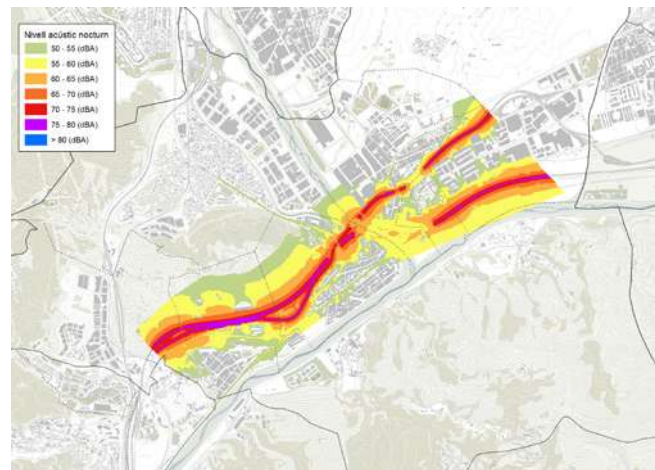 Nivell acústic nocturn
50 - 55 (dBA)
55 - 60 (dBA)
60 - 65 (dBA)
65 - 70 (dBA)
70 - 75 (dBA)
75 - 80 (dBA)
> 80 (dBA)